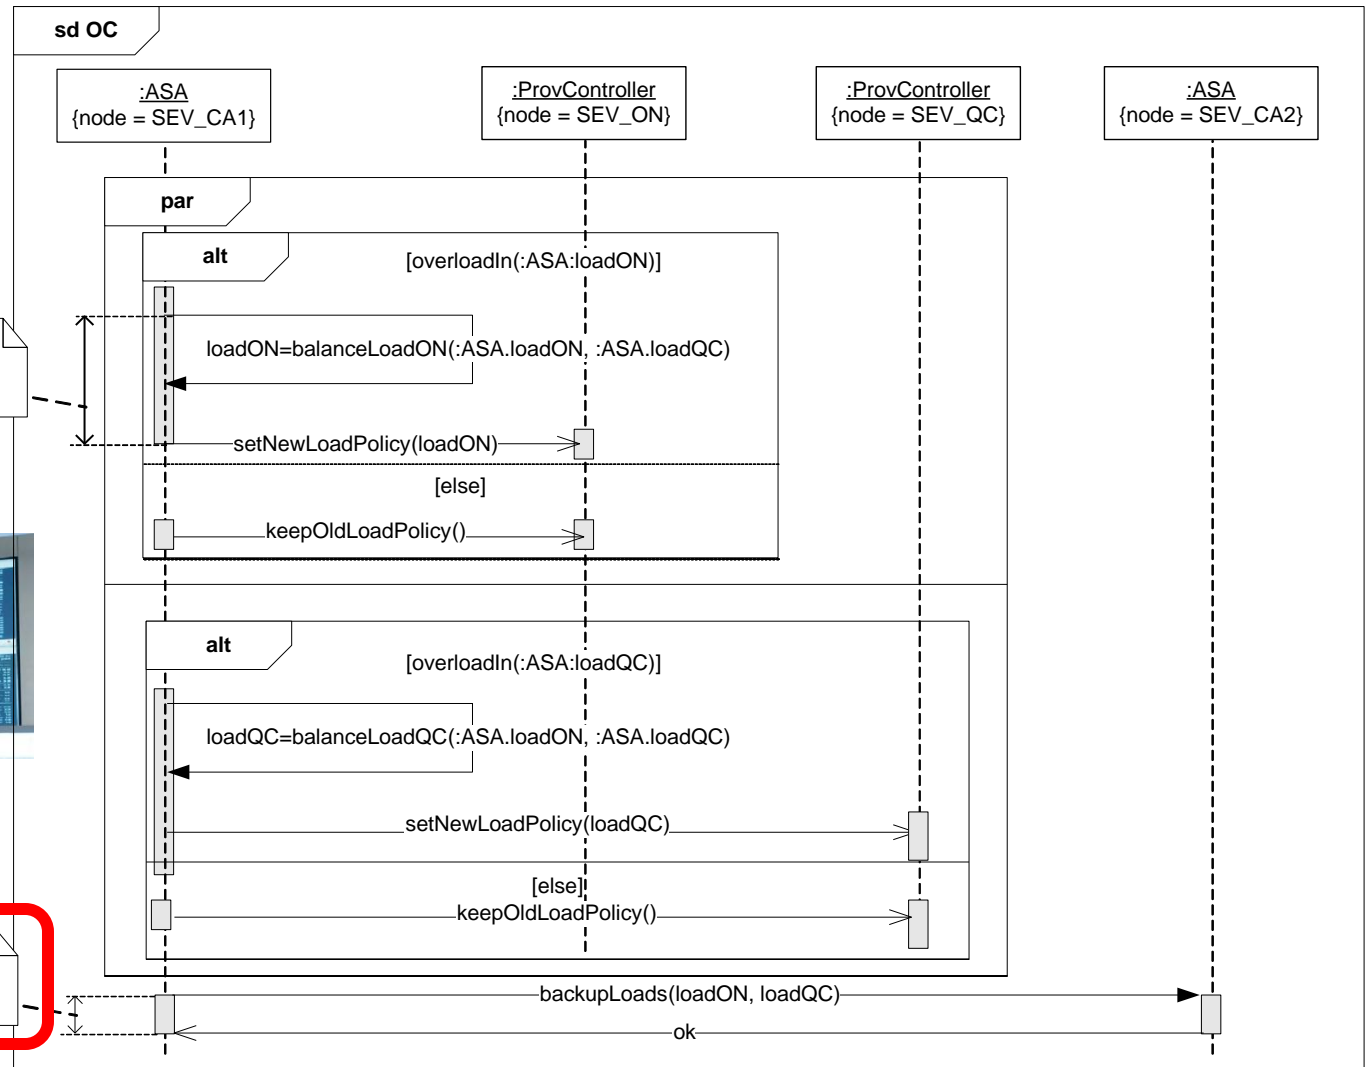 sd OC
:ASA
{node = SEV_CA1}
:ProvController
{node = SEV_ON}
:ProvController
{node = SEV_QC}
:ASA
{node = SEV_CA2}
par
alt
[overloadIn(:ASA:loadON)]
loadON=balanceLoadON(:ASA.loadON, :ASA.loadQC)
setNewLoadPolicy(loadON)
[else]
keepOldLoadPolicy()
alt
[overloadIn(:ASA:loadQC)]
loadQC=balanceLoadQC(:ASA.loadON, :ASA.loadQC)
setNewLoadPolicy(loadQC)
[else]
keepOldLoadPolicy()
backupLoads(loadON, loadQC)
ok